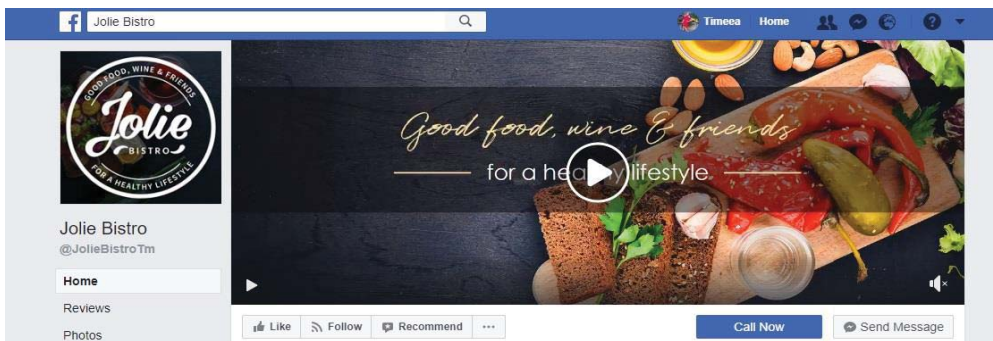 Jolie Bistro
Timeea Home
GOOD FOOD, WINE & FRIENDS
Jolie
BISTRO
FOR A HEALTHY LIFESTYLE
Good food, wine & friends
for a healthy lifestyle
Jolie Bistro
@JolieBistroTm
Home
Reviews
Photos
Like Follow Recommend ... Call Now Send Message